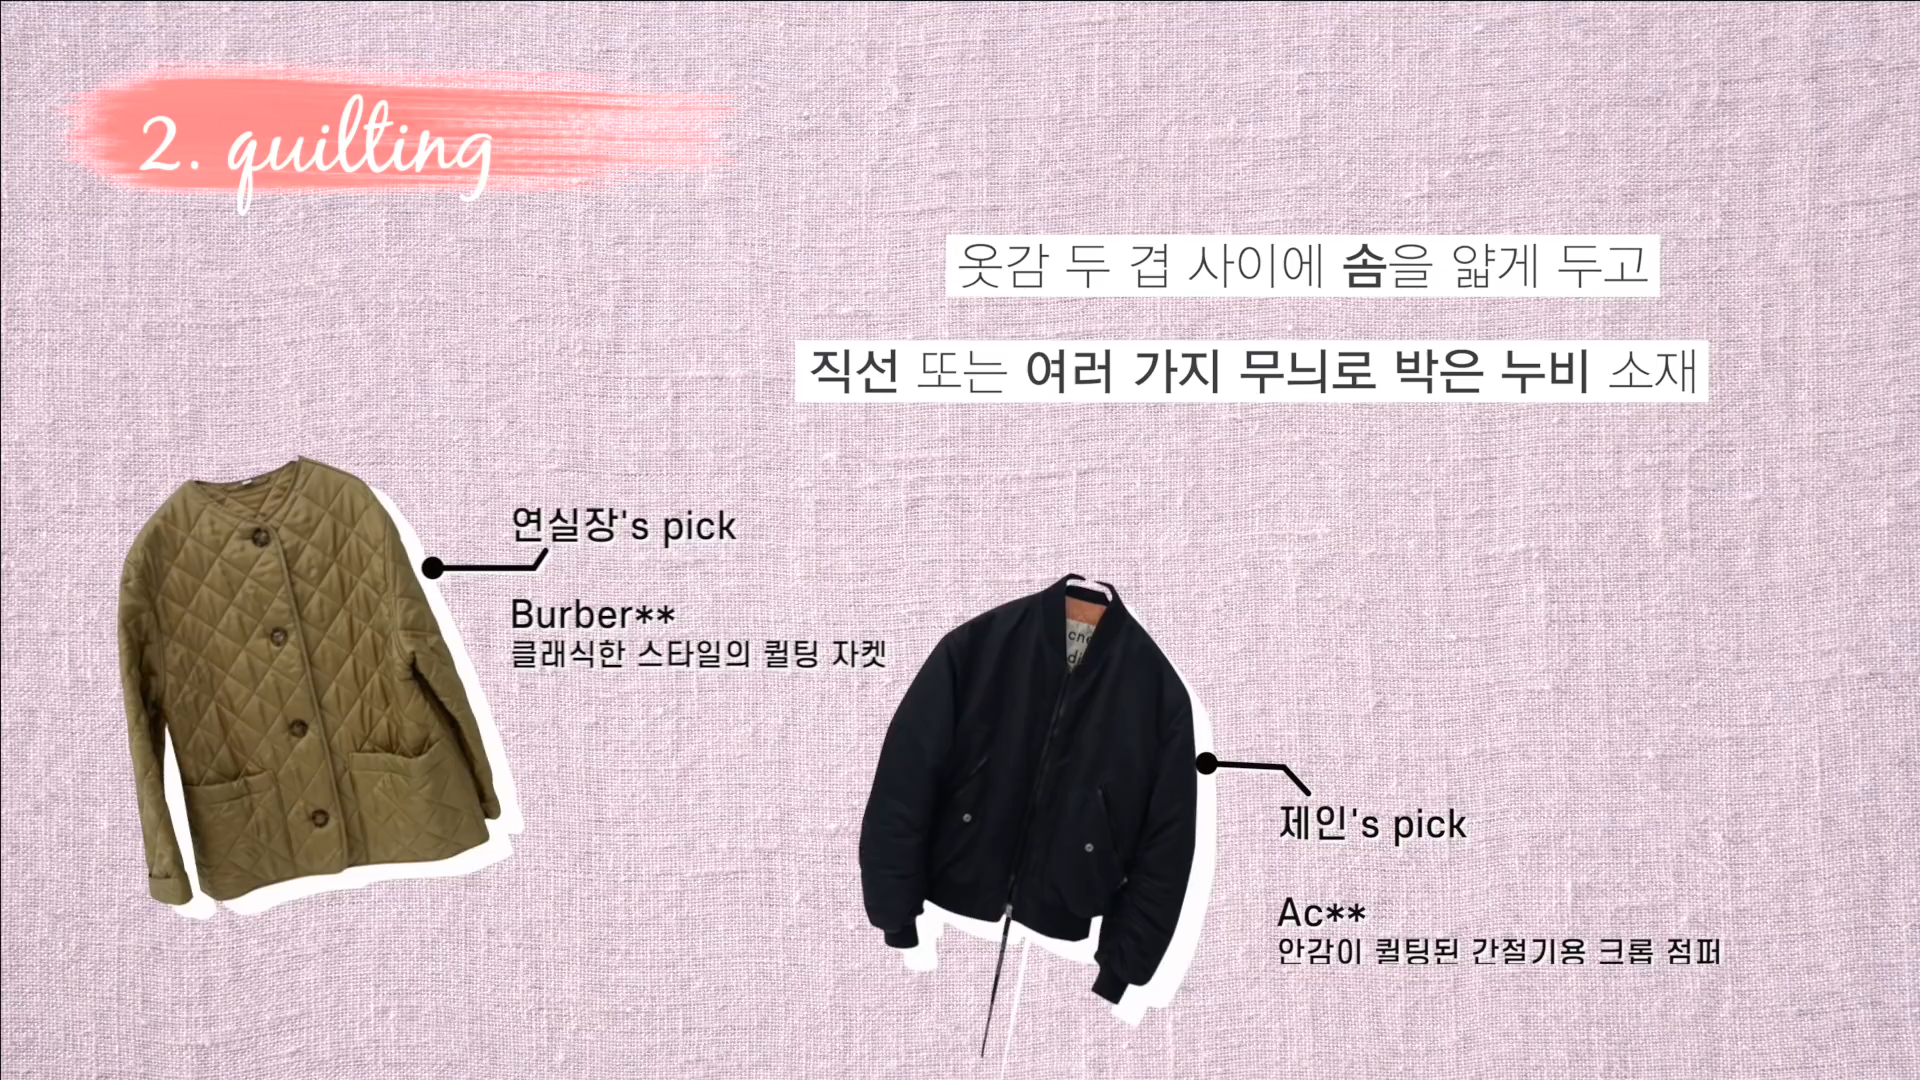 2. quilting
옷감 두 겹 사이에 솜을 얇게 두고
직선 또는 여러 가지 무늬로 박은 누비 소재
연실장's pick
Burber**
클래식한 스타일의 퀼팅 자켓
제인's pick
Ac**
안감이 퀼팅된 간절기용 크롭 점퍼